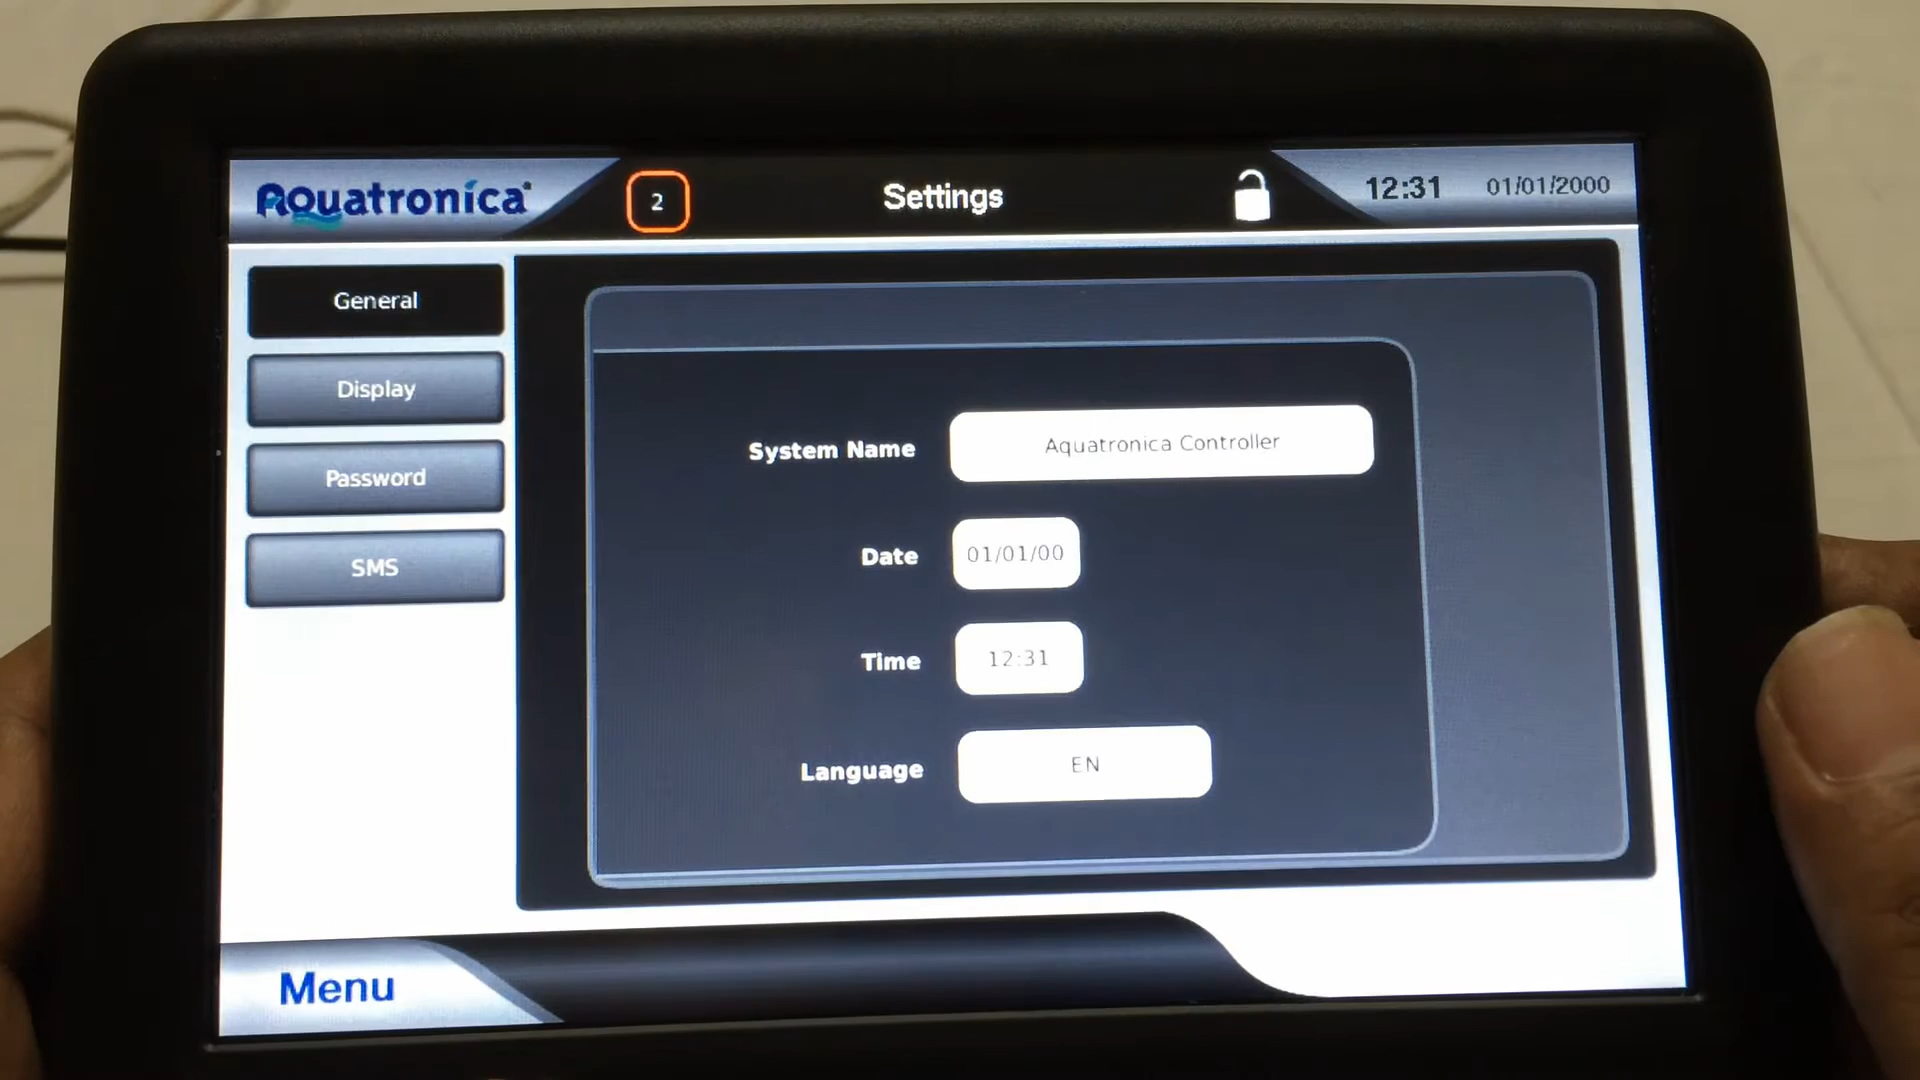 Aquatronica
2
Settings
12:31
01/01/2000
General
Display
Password
SMS
System Name
Aquatronica Controller
Date
01/01/00
Time
12:31
Language
EN
Menu